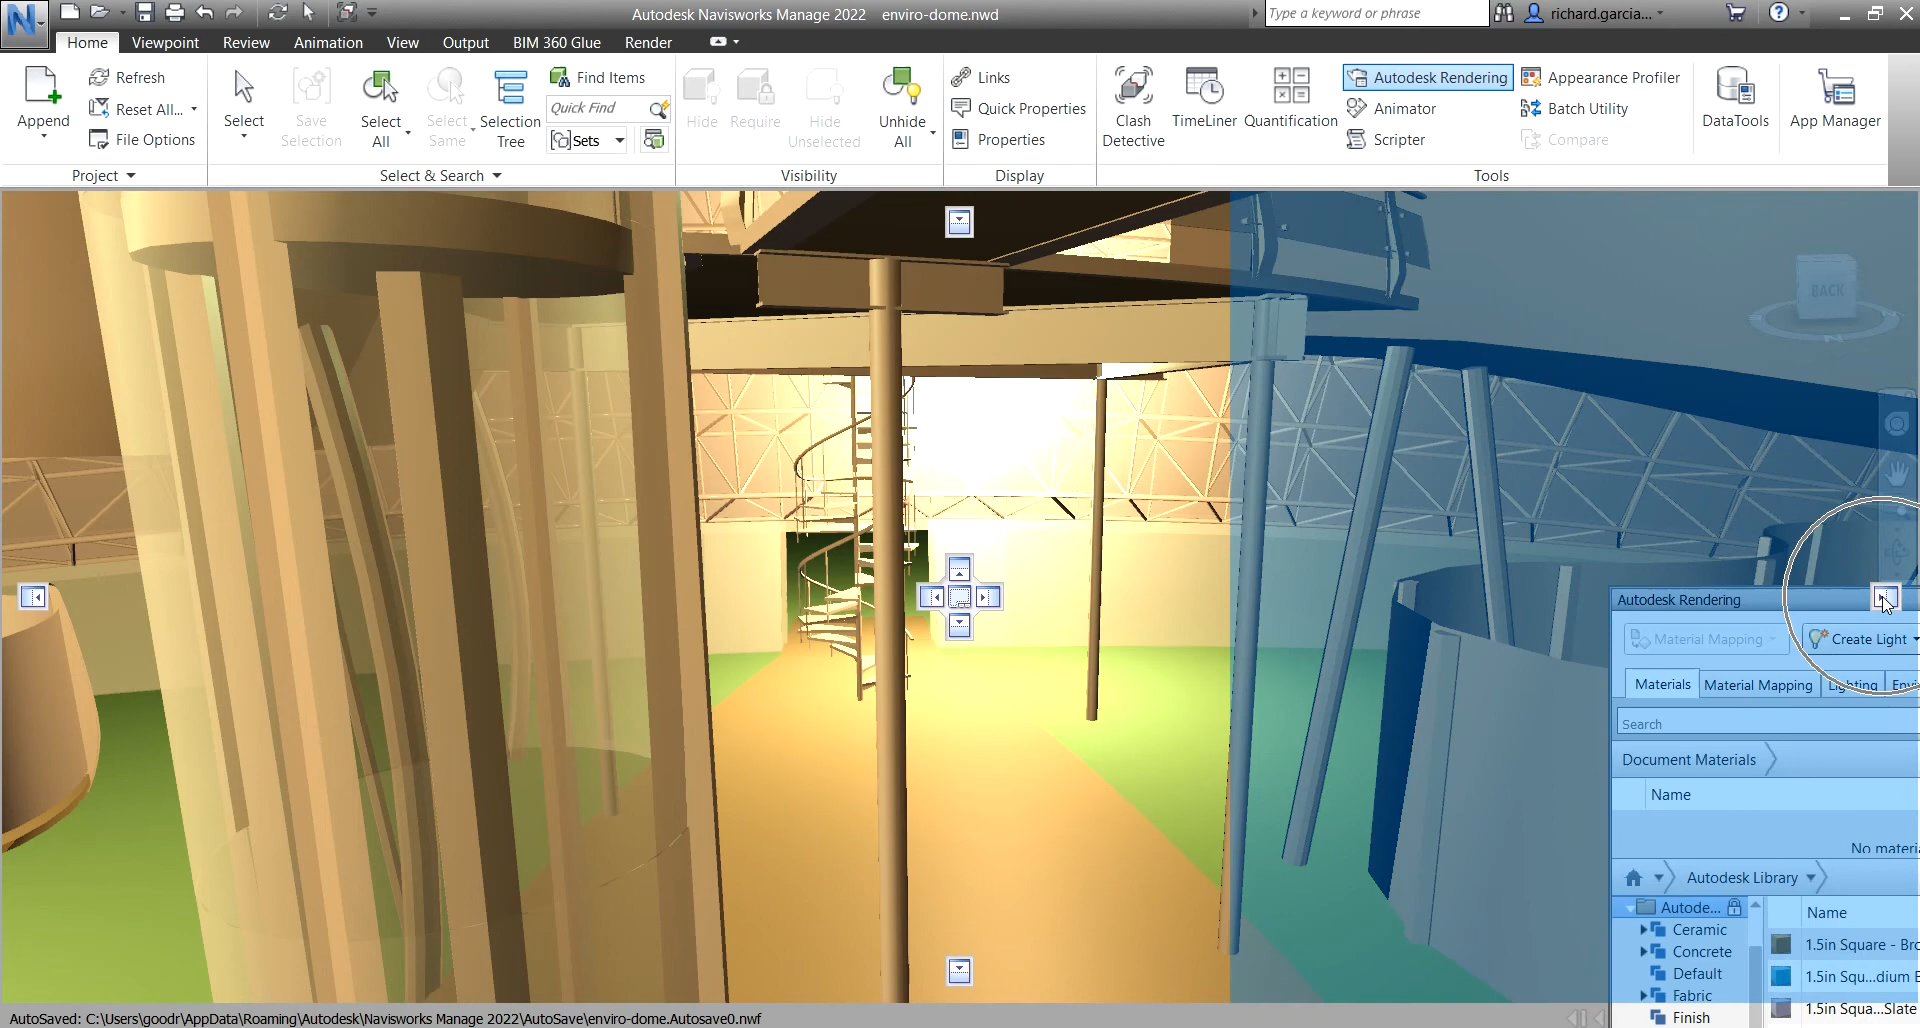 Autodesk Navisworks Manage 2022 enviro-dome.nwd
Type a keyword or phrase
richard.garcia...
Home Viewpoint Review Animation View Output BIM 360 Glue Render
Append
Refresh
Reset All...
File Options
Project
Select
Save Selection
Select All
Select Same
Selection Tree
Find Items
Quick Find
Sets
Select & Search
Hide
Require
Hide Unselected
Unhide All
Visibility
Links
Quick Properties
Properties
Display
Clash Detective
TimeLiner
Quantification
Autodesk Rendering
Animator
Scripter
Appearance Profiler
Batch Utility
Compare
DataTools
App Manager
Tools
BACK
N
Autodesk Rendering
Material Mapping
Create Light
Materials Material Mapping Lighting Envi
Search
Document Materials
Name
No materia
Autodesk Library
Autode...
Ceramic
Concrete
Default
Fabric
Finish
Name
1.5in Square - Bro
1.5in Squ...dium B
1.5in Squa...Slate
AutoSaved: C:\Users\goodr\AppData\Roaming\Autodesk\Navisworks Manage 2022\AutoSave\enviro-dome.Autosave0.nwf